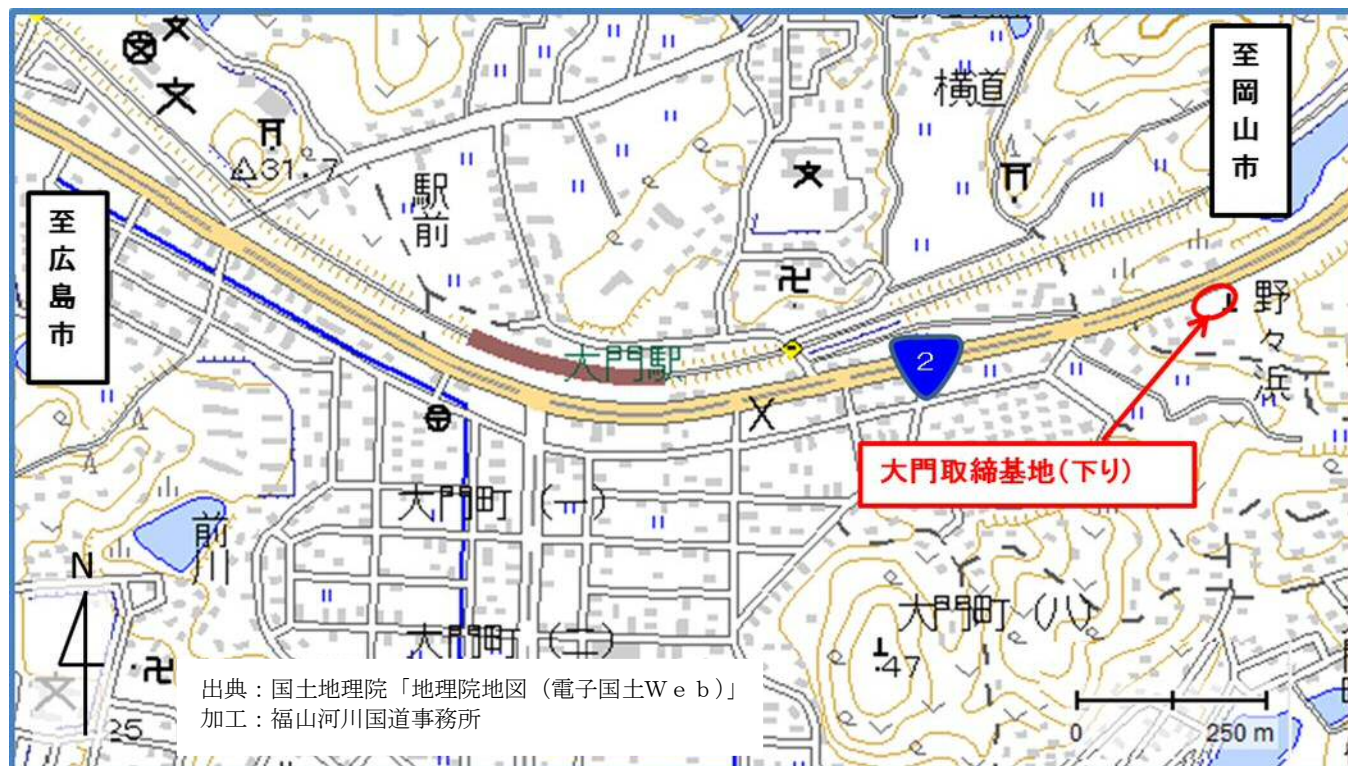 横道
至岡山市
31.7
駅前
至広島市
大門駅
2
野々浜
大門取締基地(下り)
大門町(一)
前川
N
大門町(八)
大門町(三)
47
出典：国土地理院「地理院地図（電子国土Ｗｅｂ）」
加工：福山河川国道事務所
25
0
250 m